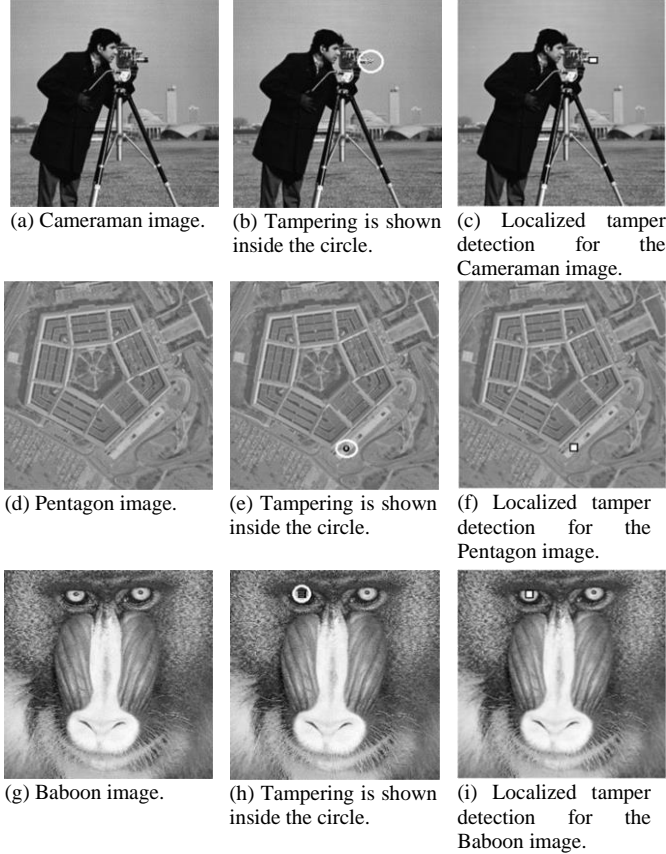 (a) Cameraman image.
(b) Tampering is shown
inside the circle.
(c) Localized tamper
detection for the
Cameraman image.
(d) Pentagon image.
(e) Tampering is shown
inside the circle.
(f) Localized tamper
detection for the
Pentagon image.
(g) Baboon image.
(h) Tampering is shown
inside the circle.
(i) Localized tamper
detection for the
Baboon image.